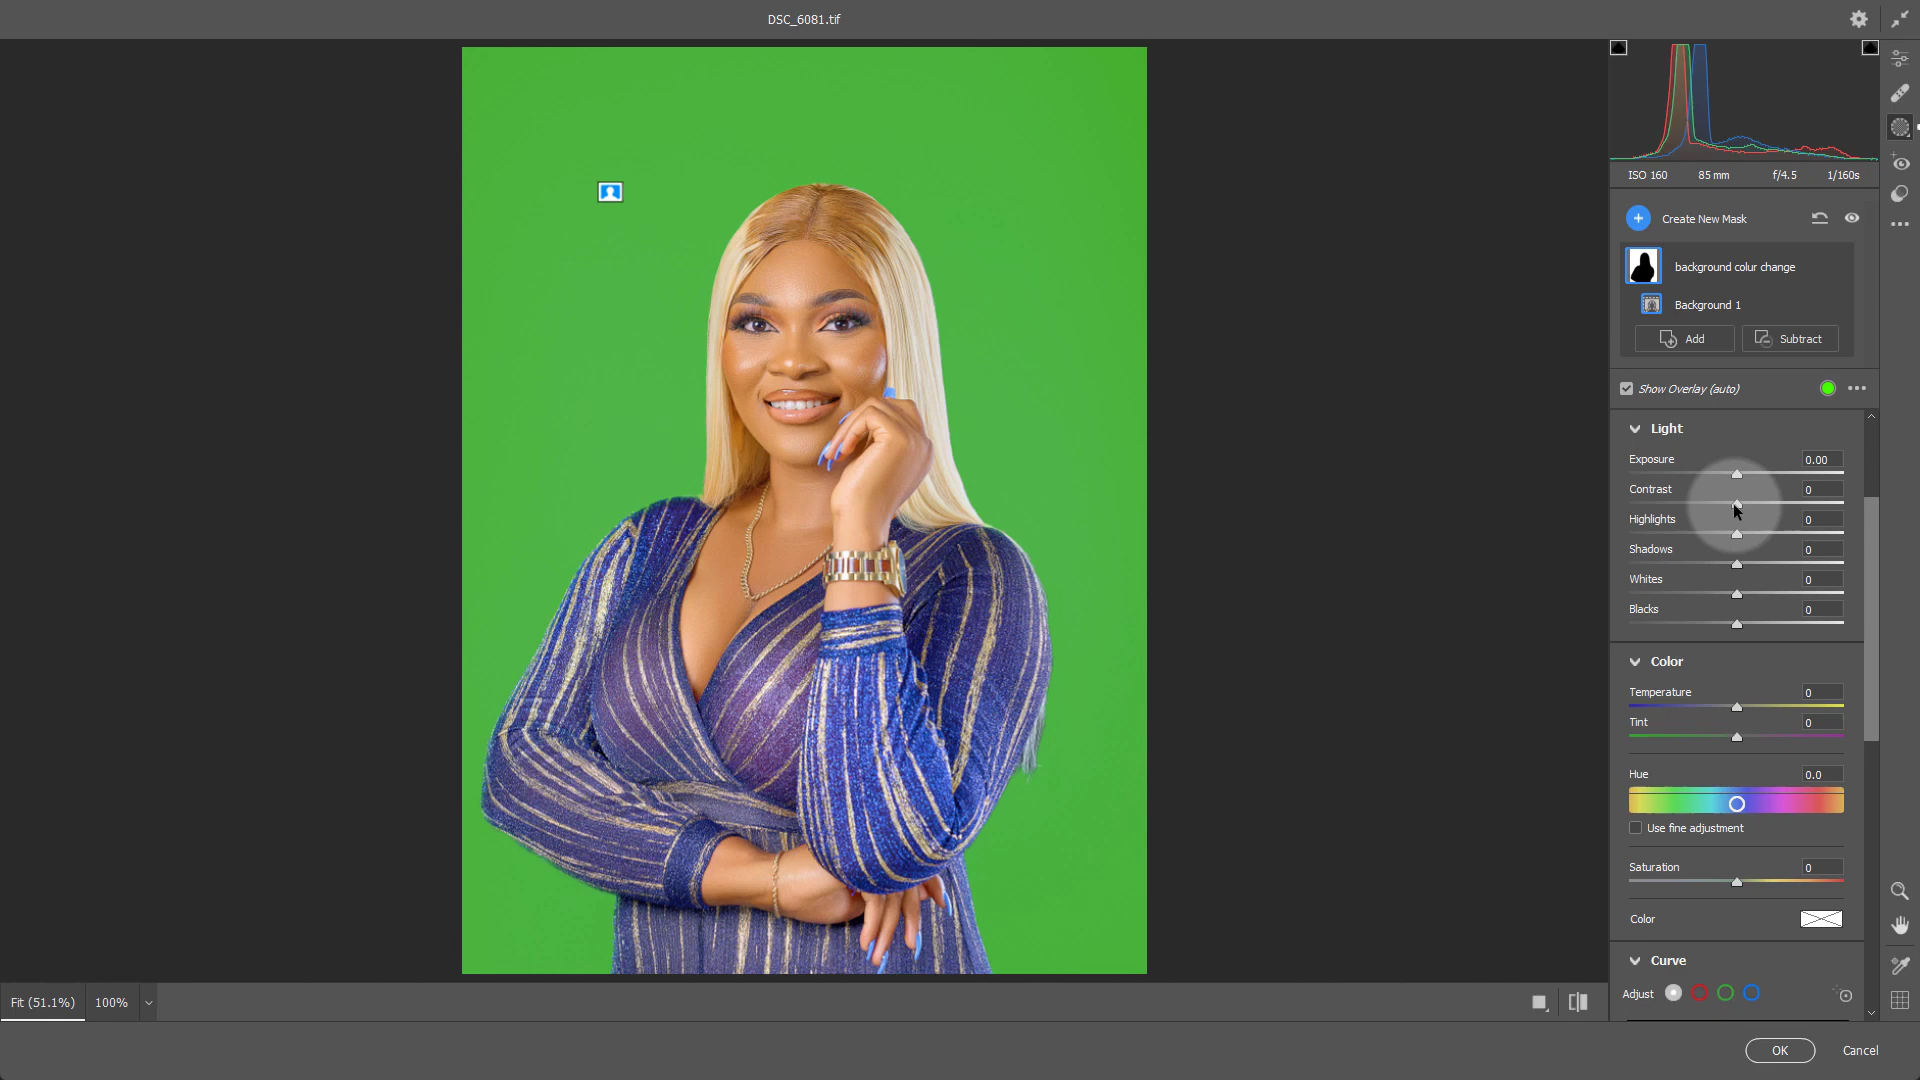 DSC_6081.tif
ISO 160 85 mm f/4.5 1/160s
Create New Mask
background colur change
Background 1
Add Subtract
Show Overlay (auto)
Light
Exposure 0.00
Contrast 0
Highlights 0
Shadows 0
Whites 0
Blacks 0
Color
Temperature 0
Tint 0
Hue 0.0
Use fine adjustment
Saturation 0
Color
Curve
Adjust
Fit (51.1%) 100%
OK Cancel